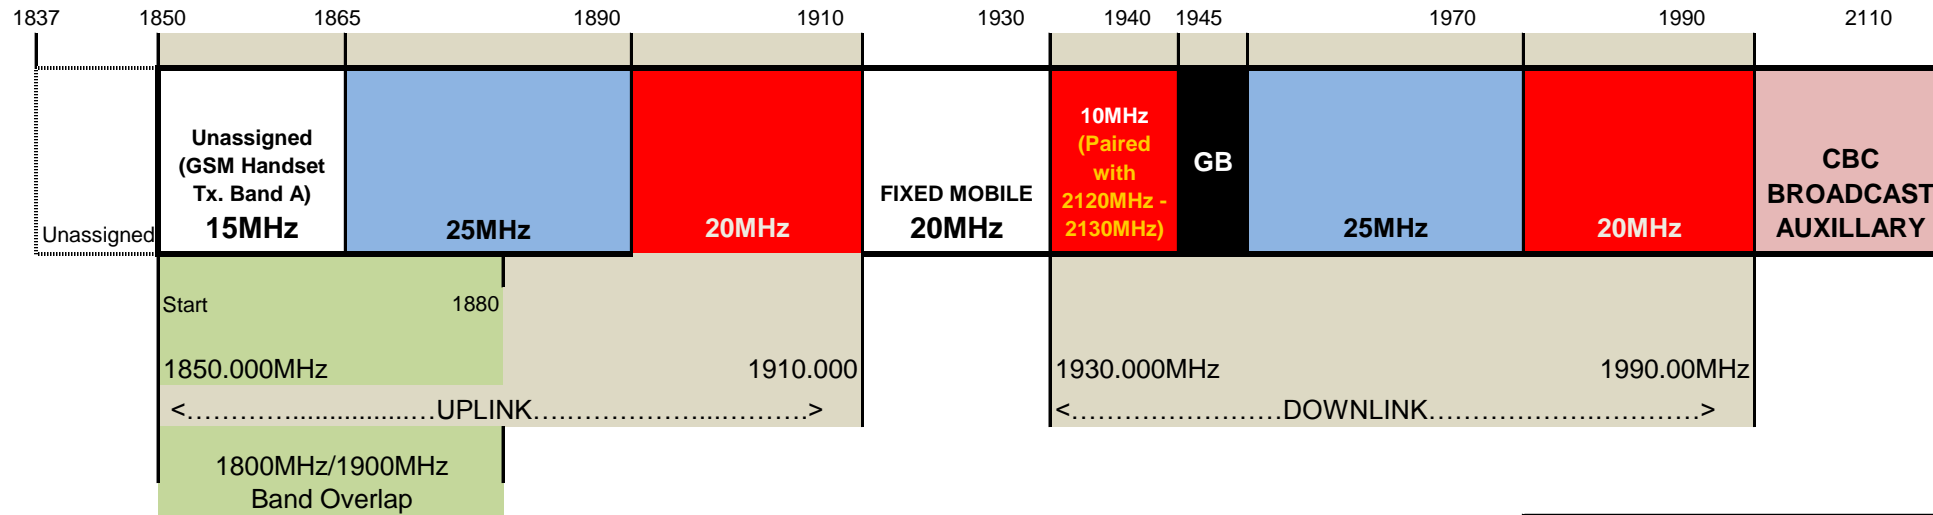 1837 1850 1865 1890 1910 1930 1940 1945 1970 1990 2110
Unassigned
Unassigned
(GSM Handset
Tx. Band A)
15MHz
25MHz
20MHz
FIXED MOBILE
20MHz
10MHz
(Paired
with
2120MHz -
2130MHz)
GB
25MHz
20MHz
CBC
BROADCAST
AUXILLARY
Start 1880
1850.000MHz 1910.000 1930.000MHz 1990.00MHz
<…………..................…UPLINK…………………....…………>
<……………………DOWNLINK………………..…………>
1800MHz/1900MHz
Band Overlap